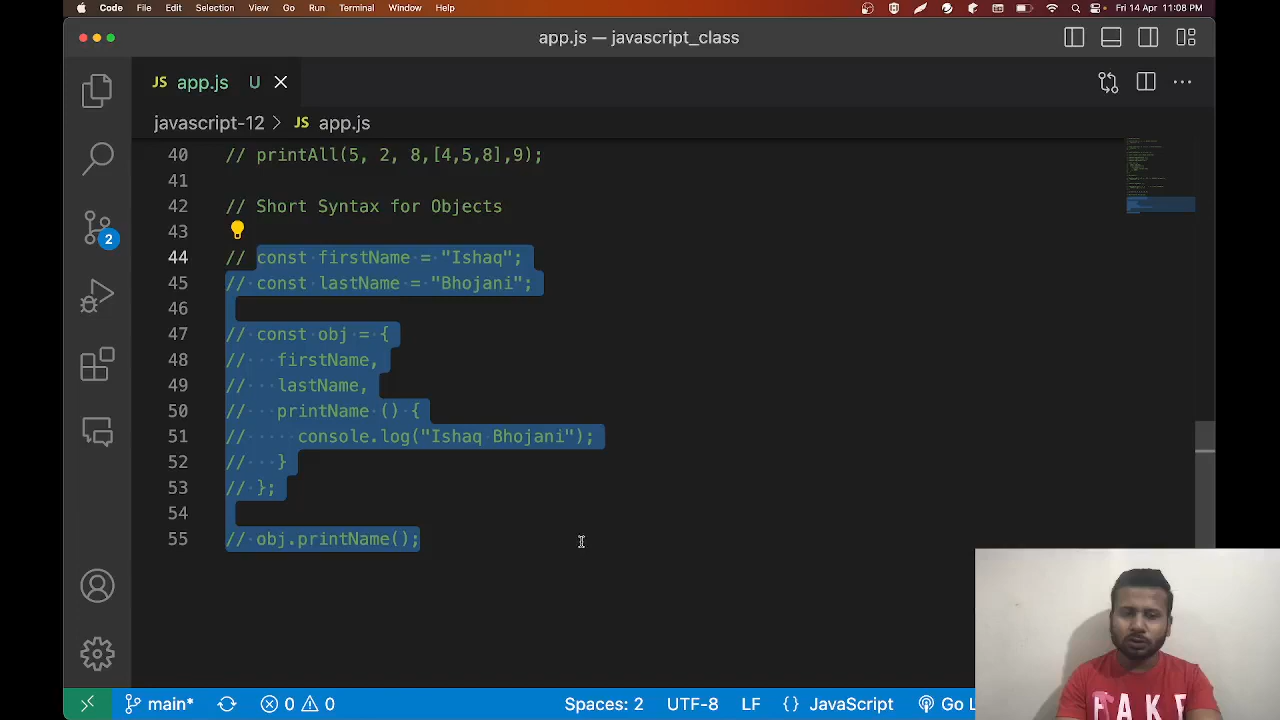 Code File Edit Selection View Go Run Terminal Window Help Fri 14 Apr 11:08 PM
app.js — javascript_class
JS app.js U
javascript-12 > JS app.js
40 // printAll(5, 2, 8,[4,5,8],9);
41
42 // Short Syntax for Objects
43
44 // const firstName = "Ishaq";
45 // const lastName = "Bhojani";
46
47 // const obj = {
48 //   firstName,
49 //   lastName,
50 //   printName () {
51 //     console.log("Ishaq Bhojani");
52 //   }
53 // };
54
55 // obj.printName();
2
main* 0 0 Spaces: 2 UTF-8 LF {} JavaScript Go L